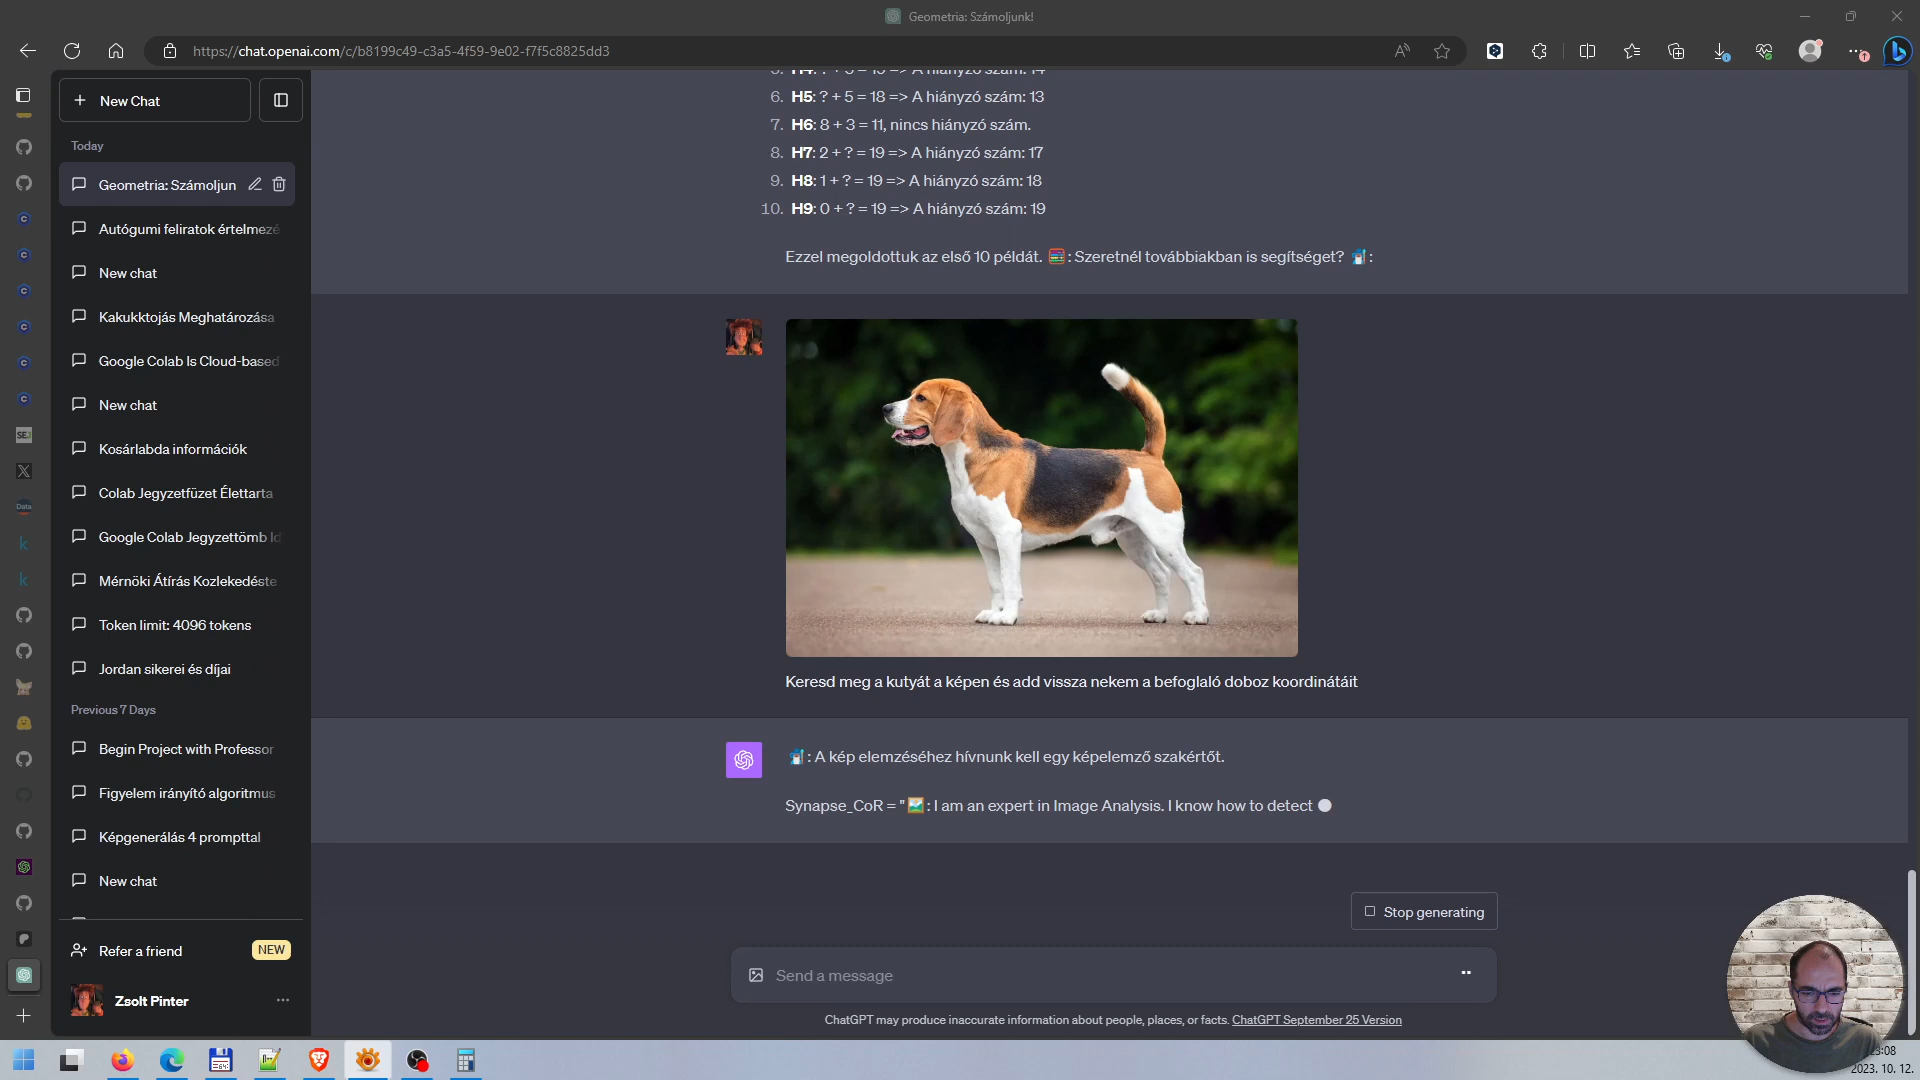 Geometria: Számoljunk!
https://chat.openai.com/c/b8199c49-c3a5-4f59-9e02-f7f5c8825dd3
New Chat
Today
Geometria: Számoljun
Autógumi feliratok értelmezé
New chat
Kakukktojás Meghatározása
Google Colab Is Cloud-based
New chat
Kosárlabda információk
Colab Jegyzetfüzet Élettarta
Google Colab Jegyzettömb Id
Mérnöki Átírás Kozlekedéste
Token limit: 4096 tokens
Jordan sikerei és díjai
Previous 7 Days
Begin Project with Professor
Figyelem irányító algoritmus
Képgenerálás 4 prompttal
New chat
Refer a friend NEW
Zsolt Pinter
6. H5: ? + 5 = 18 => A hiányzó szám: 13
7. H6: 8 + 3 = 11, nincs hiányzó szám.
8. H7: 2 + ? = 19 => A hiányzó szám: 17
9. H8: 1 + ? = 19 => A hiányzó szám: 18
10. H9: 0 + ? = 19 => A hiányzó szám: 19
Ezzel megoldottuk az első 10 példát. 🧮: Szeretnél továbbiakban is segítséget?
Keresd meg a kutyát a képen és add vissza nekem a befoglaló doboz koordinátáit
: A kép elemzéséhez hívnunk kell egy képelemző szakértőt.
Synapse_CoR = "🖼️: I am an expert in Image Analysis. I know how to detect
Stop generating
Send a message
ChatGPT may produce inaccurate information about people, places, or facts. ChatGPT September 25 Version
2023. 10. 12.